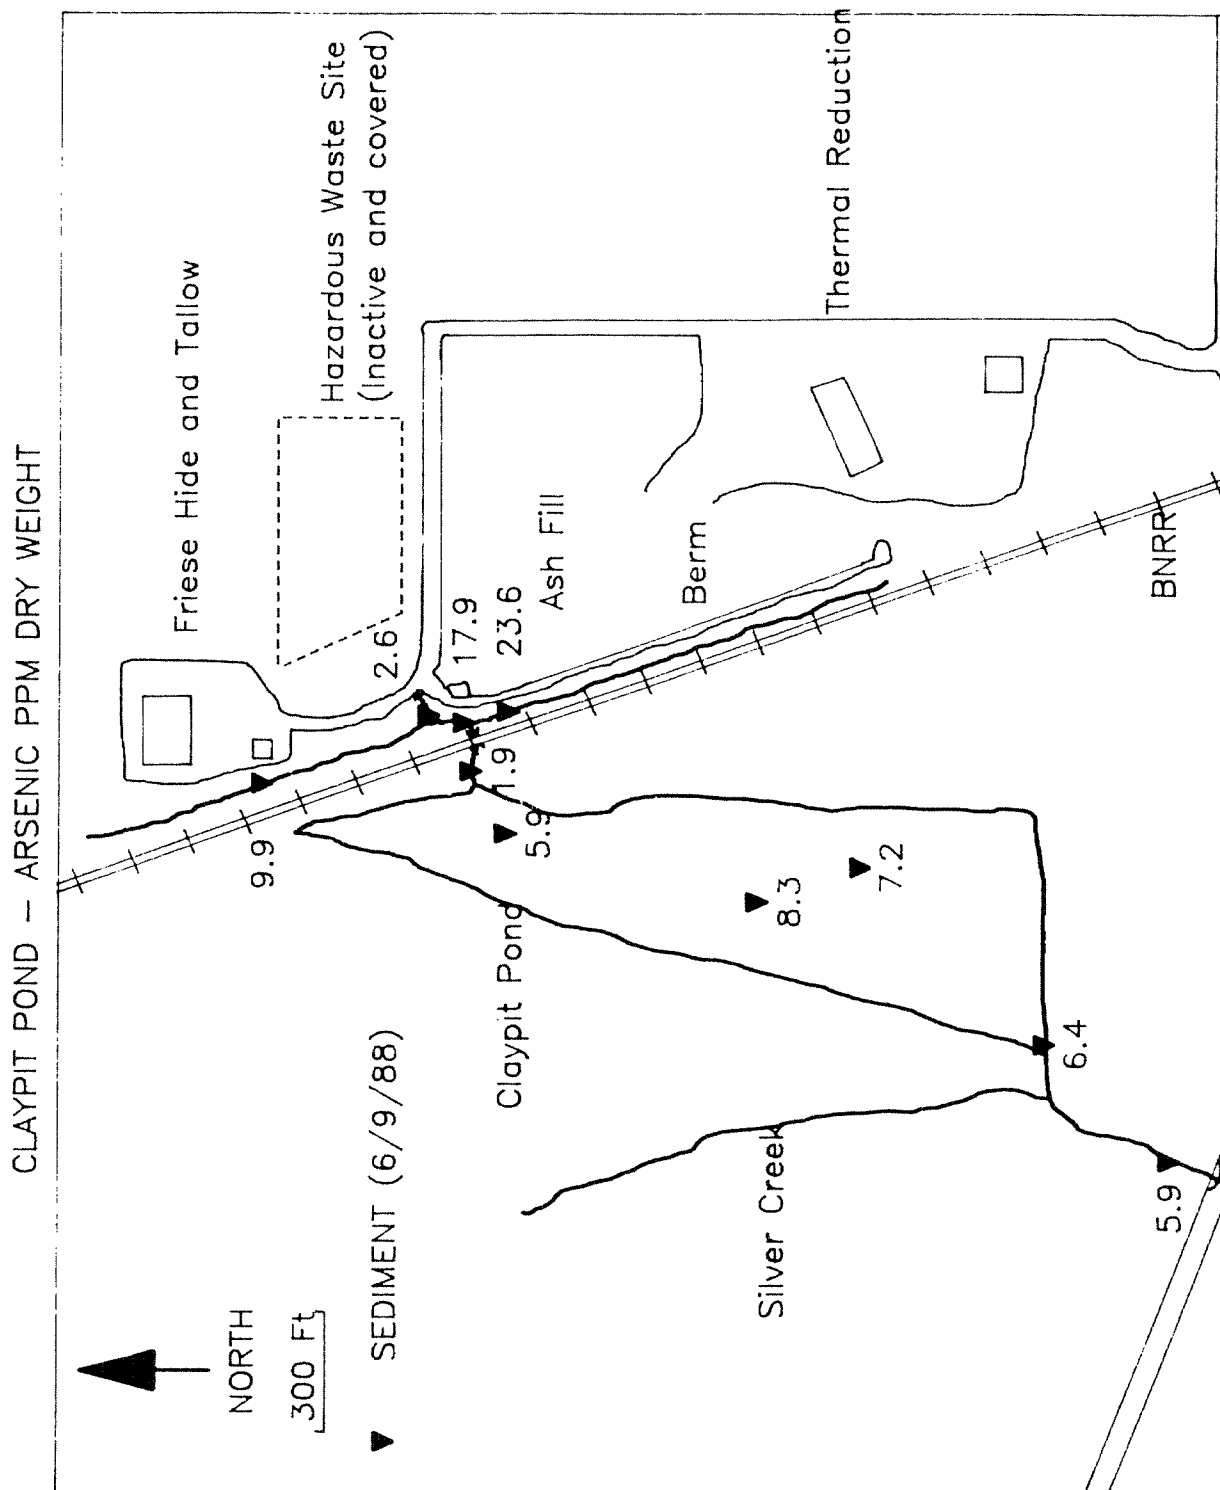 CLAYPIT POND – ARSENIC PPM DRY WEIGHT
NORTH
300 Ft
SEDIMENT (6/9/88)
Friese Hide and Tallow
Hazardous Waste Site
(Inactive and covered)
9.9
2.6
17.9
23.6
1.9
5.9
Ash Fill
Claypit Pond
Berm
8.3
7.2
Thermal Reduction
Silver Creek
6.4
5.9
BNRR